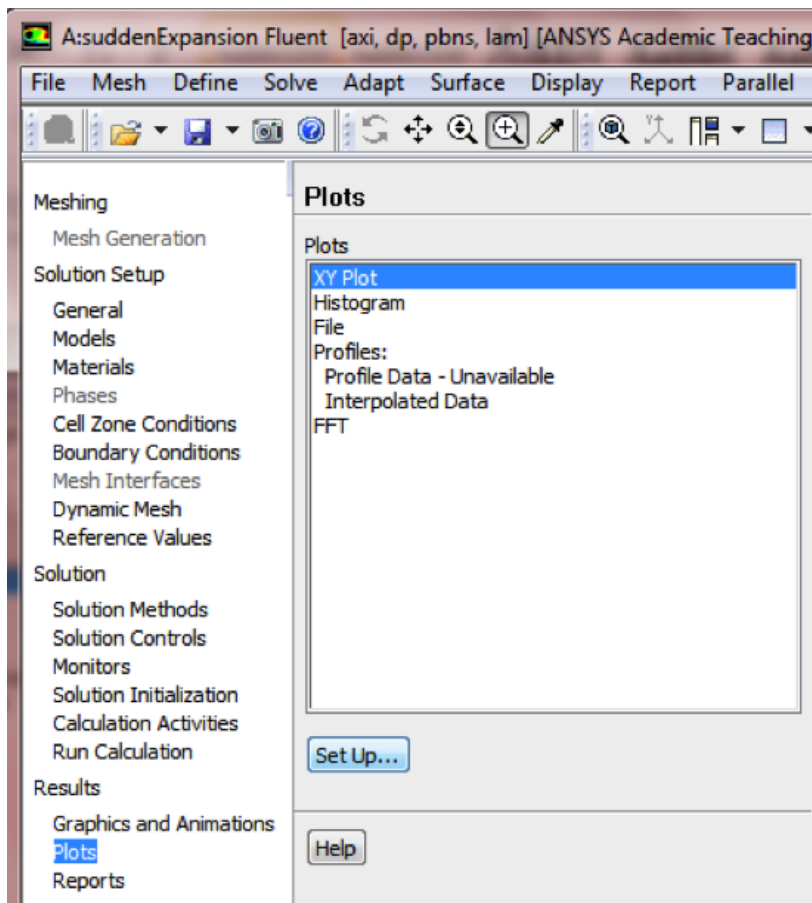 A:suddenExpansion Fluent [axi, dp, pbns, lam] [ANSYS Academic Teaching
File Mesh Define Solve Adapt Surface Display Report Parallel
Meshing
Mesh Generation
Solution Setup
General
Models
Materials
Phases
Cell Zone Conditions
Boundary Conditions
Mesh Interfaces
Dynamic Mesh
Reference Values
Solution
Solution Methods
Solution Controls
Monitors
Solution Initialization
Calculation Activities
Run Calculation
Results
Graphics and Animations
Plots
Reports
Plots
Plots
XY Plot
Histogram
File
Profiles:
Profile Data - Unavailable
Interpolated Data
FFT
Set Up...
Help